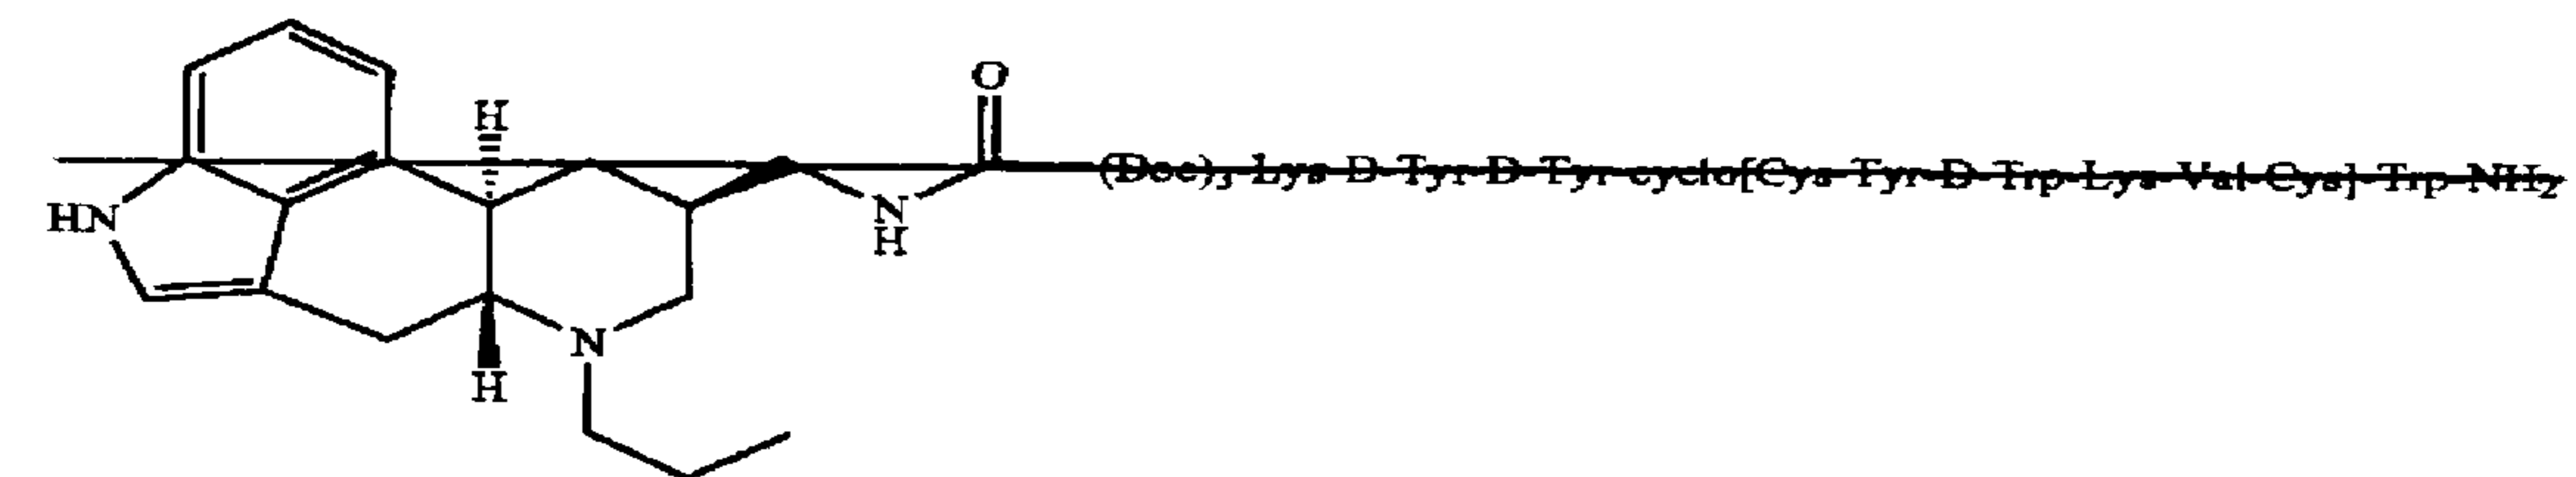 O
H
(Doc)3-Lys-D-Tyr-D-Tyr-cyclo[Cys-Tyr-D-Trp-Lys-Val-Cys]-Trp-NH2
HN
N
H
N
H